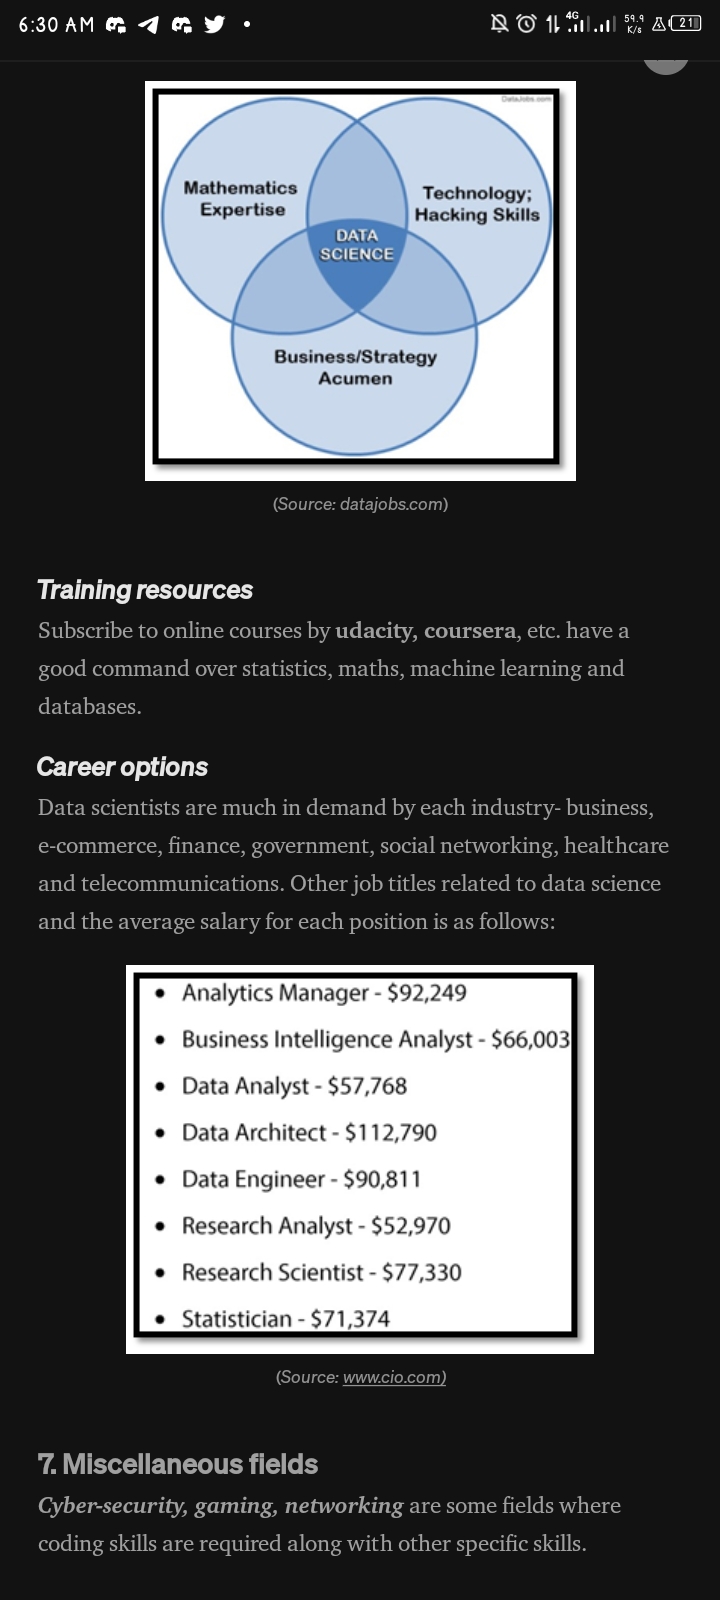 6:30 AM
4G
59.9
K/s
21
DataJobs.com
Mathematics
Expertise
Technology;
Hacking Skills
DATA
SCIENCE
Business/Strategy
Acumen
(Source: datajobs.com)
Training resources
Subscribe to online courses by udacity, coursera, etc. have a
good command over statistics, maths, machine learning and
databases.
Career options
Data scientists are much in demand by each industry- business,
e-commerce, finance, government, social networking, healthcare
and telecommunications. Other job titles related to data science
and the average salary for each position is as follows:
• Analytics Manager - $92,249
• Business Intelligence Analyst - $66,003
• Data Analyst - $57,768
• Data Architect - $112,790
• Data Engineer - $90,811
• Research Analyst - $52,970
• Research Scientist - $77,330
• Statistician - $71,374
(Source: www.cio.com)
7. Miscellaneous fields
Cyber-security, gaming, networking are some fields where
coding skills are required along with other specific skills.